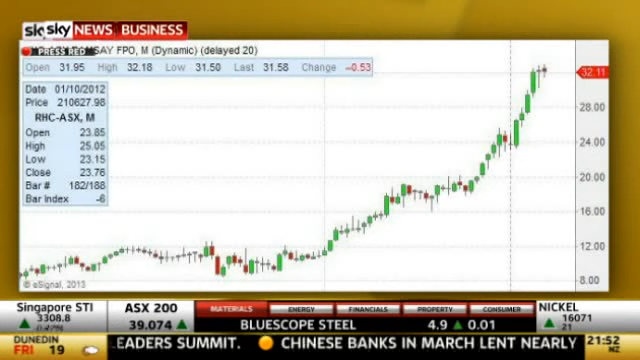 sky sky NEWS BUSINESS
PRESS RED SAY FPO, M (Dynamic) (delayed 20)
Open 31.95 High 32.18 Low 31.50 Last 31.58 Change -0.53
Date 01/10/2012
Price 210627.98
RHC-ASX, M
Open 23.85
High 25.05
Low 23.15
Close 23.76
Bar # 182/188
Bar Index -6
32.11
28.00
24.00
20.00
16.00
12.00
8.00
© eSignal, 2013
Singapore STI
3308.8
ASX 200
39.074
MATERIALS ENERGY FINANCIALS PROPERTY CONSUMER
BLUESCOPE STEEL 4.9 0.01
NICKEL
16071
21
DUNEDIN
FRI 19
.EADERS SUMMIT. CHINESE BANKS IN MARCH LENT NEARLY
21:52
NZ